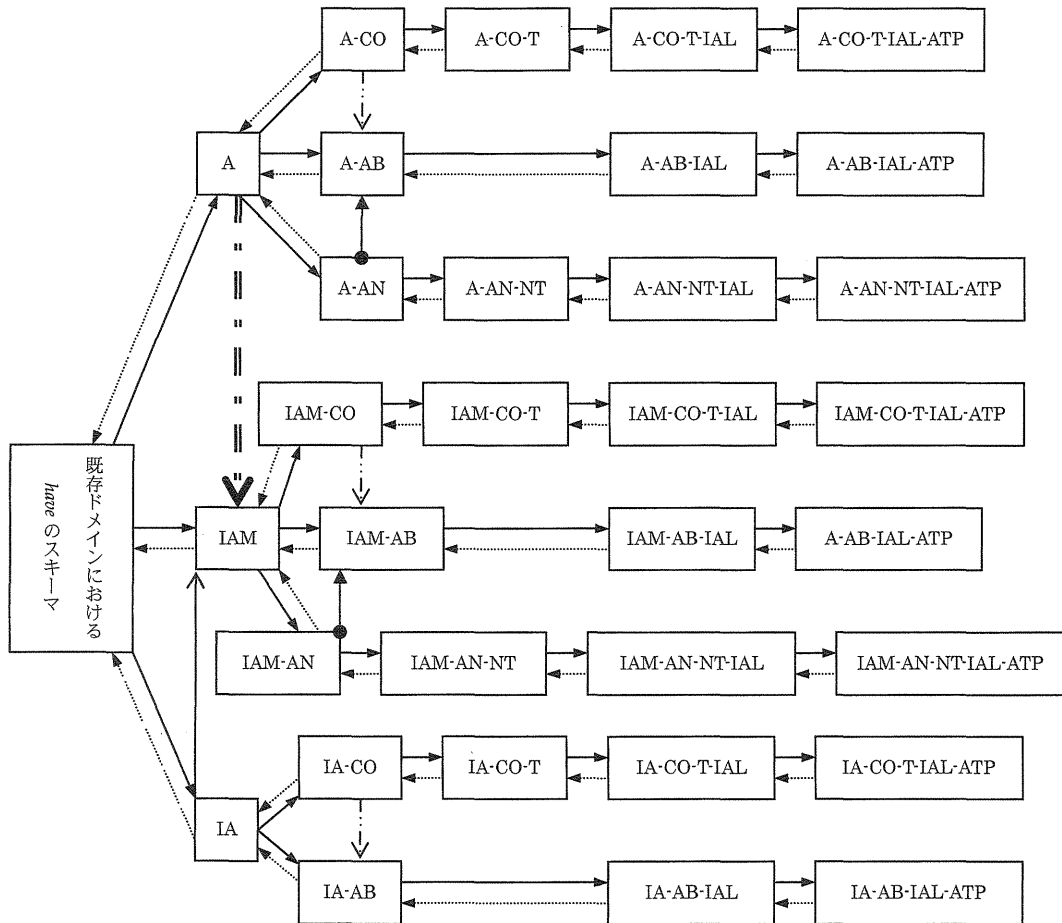 A-CO
A-CO-T
A-CO-T-IAL
A-CO-T-IAL-ATP
A
A-AB
A-AB-IAL
A-AB-IAL-ATP
A-AN
A-AN-NT
A-AN-NT-IAL
A-AN-NT-IAL-ATP
IAM-CO
IAM-CO-T
IAM-CO-T-IAL
IAM-CO-T-IAL-ATP
既存ドメインにおける
haveのスキーマ
IAM
IAM-AB
IAM-AB-IAL
A-AB-IAL-ATP
IAM-AN
IAM-AN-NT
IAM-AN-NT-IAL
IAM-AN-NT-IAL-ATP
IA-CO
IA-CO-T
IA-CO-T-IAL
IA-CO-T-IAL-ATP
IA
IA-AB
IA-AB-IAL
IA-AB-IAL-ATP